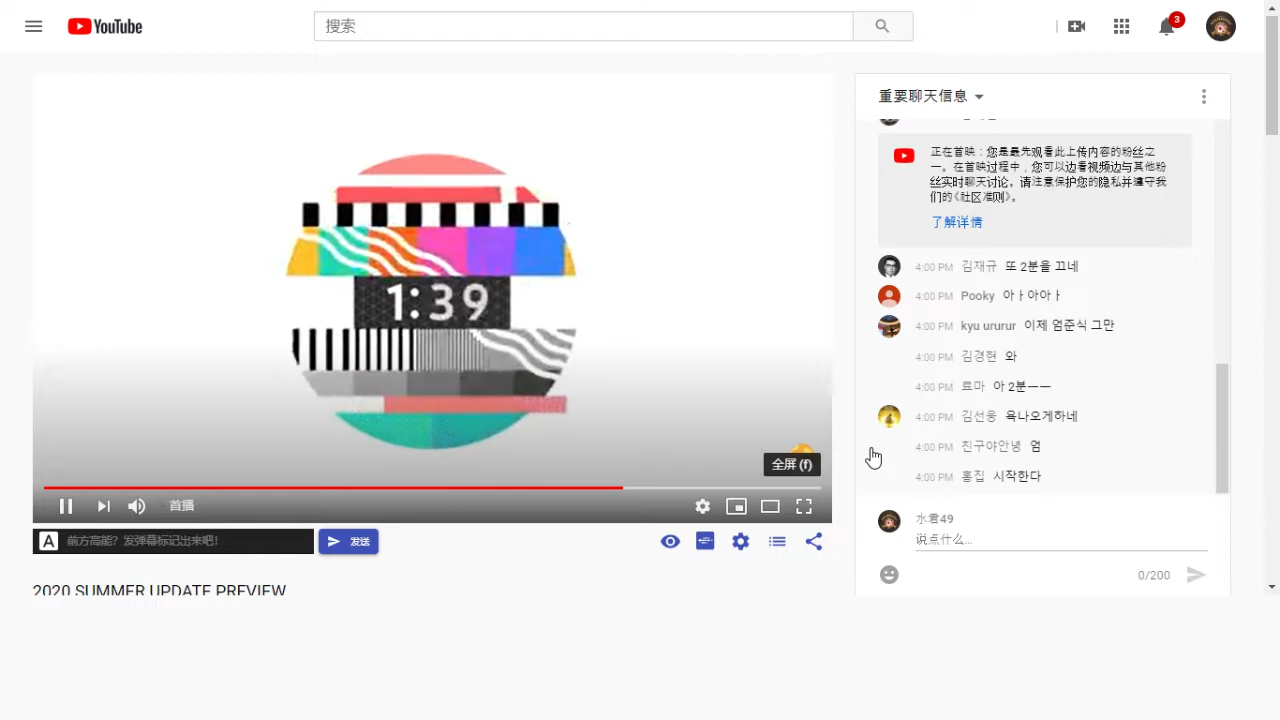 YouTube
搜索
3
重要聊天信息
正在首映:您是最先观看此上传内容的粉丝之
一。在首映过程中,您可以边看视频边与其他粉
丝实时聊天讨论。请注意保护您的隐私并遵守我
们的《社区准则》。
了解详情
4:00 PM 김재규 또 2분을 끄네
4:00 PM Pooky 아ㅏ아아ㅏ
4:00 PM kyu ururur 이제 엄준식 그만
4:00 PM 김경현 와
4:00 PM 료마 아 2분ㅡㅡ
4:00 PM 김선웅 욕나오게하네
4:00 PM 친구야안녕 엄
4:00 PM 홍집 시작한다
1:39
全屏 (f)
首播
A 前方高能?发弹幕标记出来吧!
发送
水君49
说点什么...
0/200
2020 SUMMER UPDATE PREVIEW